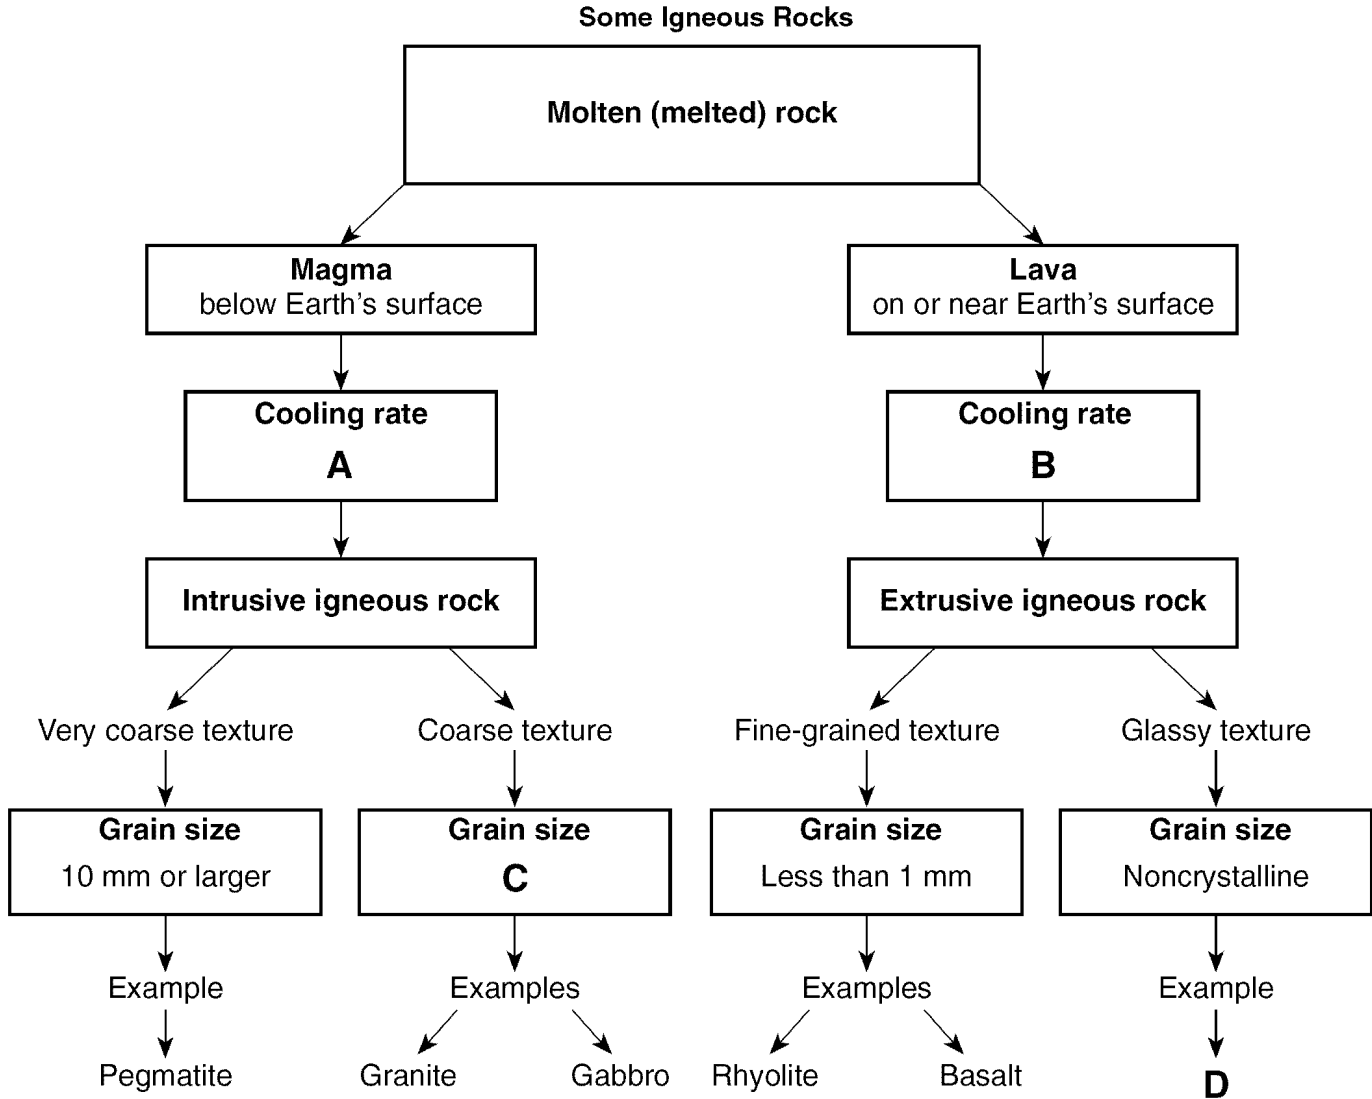 Some Igneous Rocks
Molten (melted) rock
Magma
below Earth's surface
Lava
on or near Earth's surface
Cooling rate
A
Cooling rate
B
Intrusive igneous rock
Extrusive igneous rock
Very coarse texture
Coarse texture
Fine-grained texture
Glassy texture
Grain size
10 mm or larger
Grain size
C
Grain size
Less than 1 mm
Grain size
Noncrystalline
Example
Examples
Examples
Example
Pegmatite
Granite
Gabbro
Rhyolite
Basalt
D